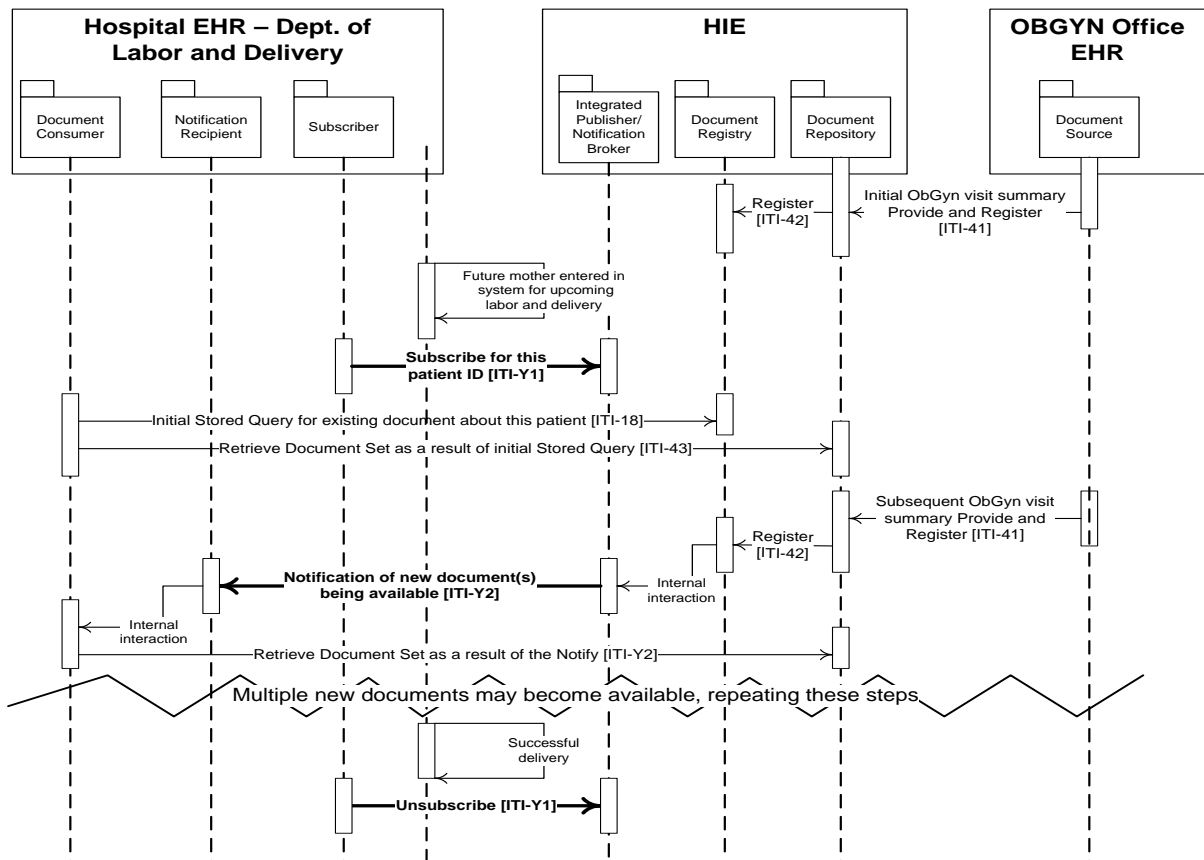 Hospital EHR – Dept. of
Labor and Delivery
HIE
OBGYN Office
EHR
Document
Consumer
Notification
Recipient
Subscriber
Integrated
Publisher/
Notification
Broker
Document
Registry
Document
Repository
Document
Source
Register
[ITI-42]
Initial ObGyn visit summary
Provide and Register
[ITI-41]
Future mother entered in
system for upcoming
labor and delivery
Subscribe for this
patient ID [ITI-Y1]
Initial Stored Query for existing document about this patient [ITI-18]
Retrieve Document Set as a result of initial Stored Query [ITI-43]
Subsequent ObGyn visit
summary Provide and
Register [ITI-41]
Register
[ITI-42]
Internal
interaction
Notification of new document(s)
being available [ITI-Y2]
Internal
interaction
Retrieve Document Set as a result of the Notify [ITI-Y2]
Multiple new documents may become available, repeating these steps
Successful
delivery
Unsubscribe [ITI-Y1]